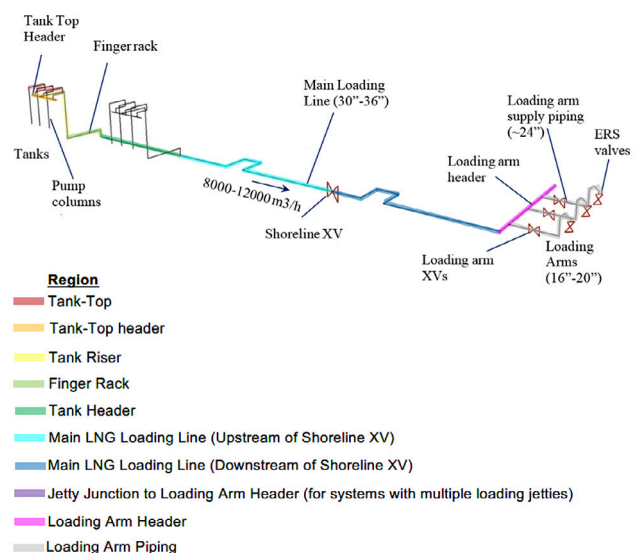 Tank Top
Header
Finger rack
Tanks
Pump
columns
8000-12000m3/h
Main Loading
Line (30”-36”)
Shoreline XV
Loading arm
supply piping
(~24”)
ERS
valves
Loading arm
header
Loading arm
XVs
Loading
Arms
(16”-20”)
Region
Tank-Top
Tank-Top header
Tank Riser
Finger Rack
Tank Header
Main LNG Loading Line (Upstream of Shoreline XV)
Main LNG Loading Line (Downstream of Shoreline XV)
Jetty Junction to Loading Arm Header (for systems with multiple loading jetties)
Loading Arm Header
Loading Arm Piping